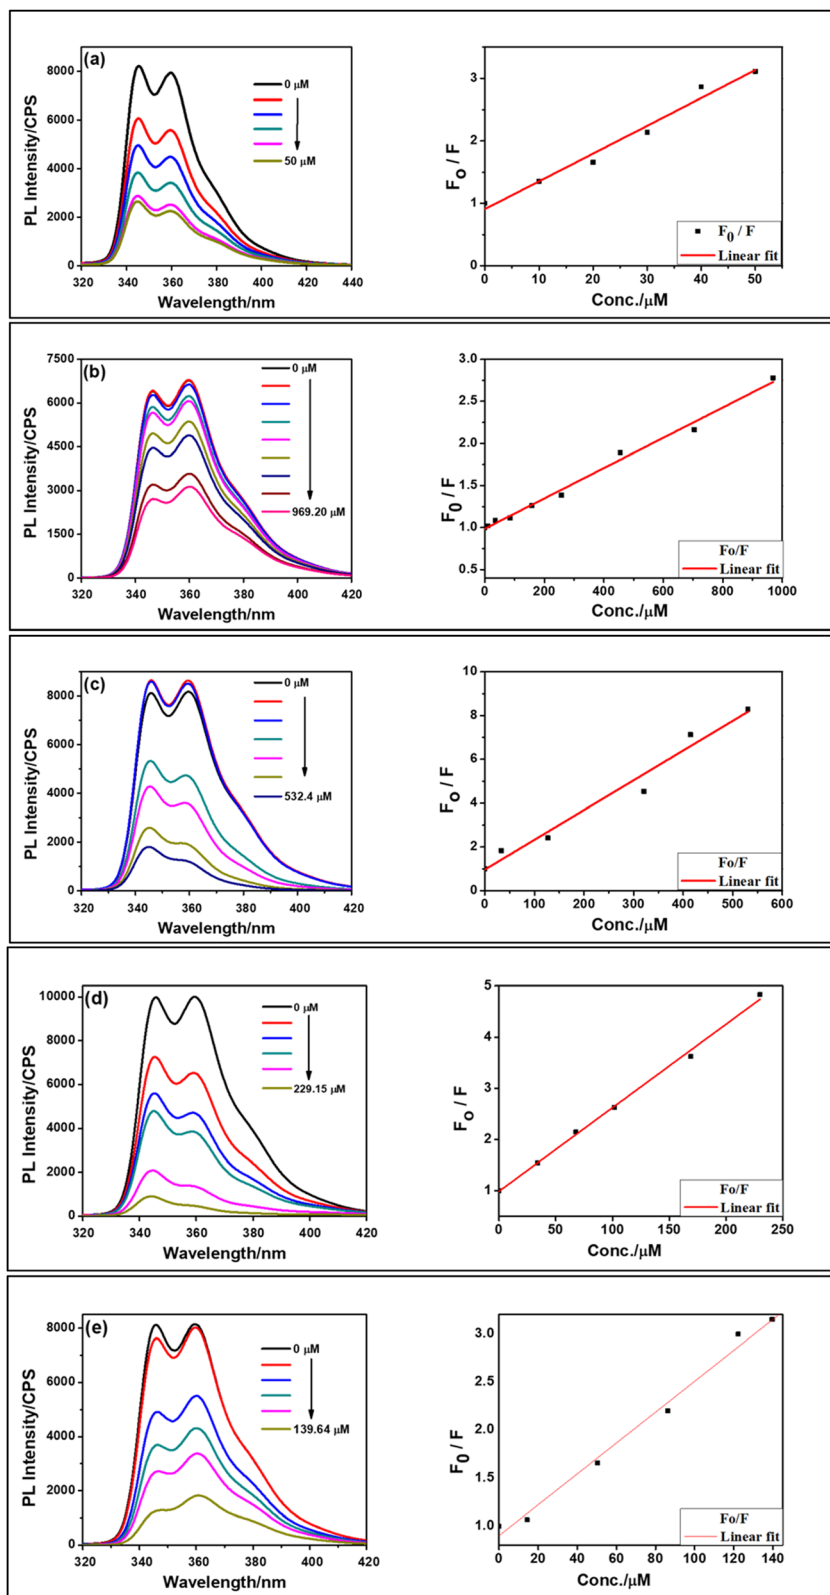 (a)
PL Intensity/CPS
8000
6000
4000
2000
0
0 μM
50 μM
320 340 360 380 400 420 440
Wavelength/nm
Fo / F
3
2
1
0
F0 / F
Linear fit
0 10 20 30 40 50
Conc./μM
(b)
PL Intensity/CPS
7500
6000
4500
3000
1500
0
0 μM
969.20 μM
320 340 360 380 400 420
Wavelength/nm
F0 / F
3.0
2.5
2.0
1.5
1.0
0.5
Fo/F
Linear fit
0 200 400 600 800 1000
Conc./μM
(c)
PL Intensity/CPS
8000
6000
4000
2000
0
0 μM
532.4 μM
320 340 360 380 400 420
Wavelength/nm
Fo / F
10
8
6
4
2
0
Fo/F
Linear fit
0 100 200 300 400 500 600
Conc./μM
(d)
PL Intensity/CPS
10000
8000
6000
4000
2000
0
0 μM
229.15 μM
320 340 360 380 400 420
Wavelength/nm
Fo / F
5
4
3
2
1
Fo/F
Linear fit
0 50 100 150 200 250
Conc./μM
(e)
PL Intensity/CPS
8000
6000
4000
2000
0
0 μM
139.64 μM
320 340 360 380 400 420
Wavelength/nm
F0 / F
3.0
2.5
2.0
1.5
1.0
Fo/F
Linear fit
0 20 40 60 80 100 120 140
Conc./μM